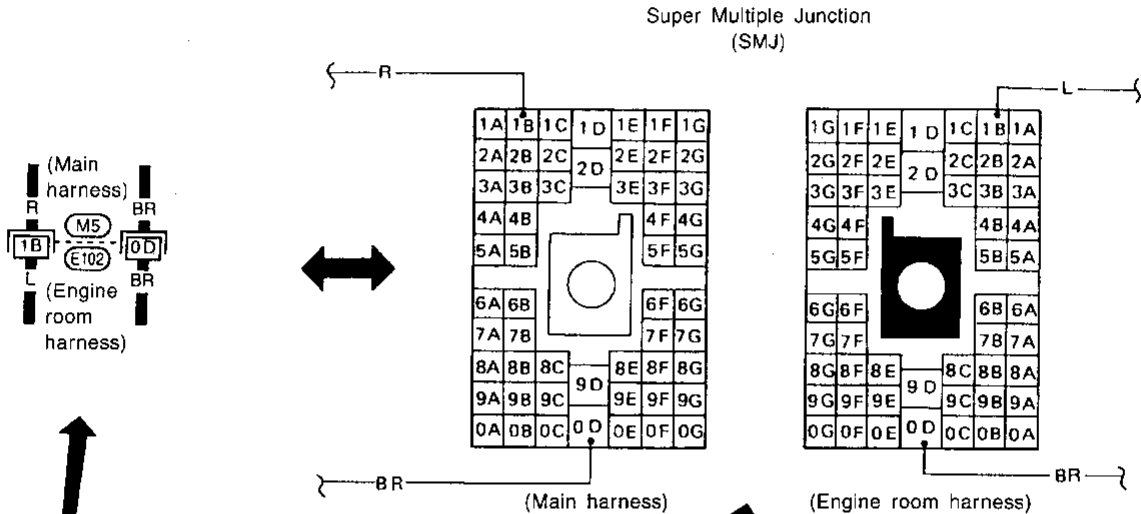 Super Multiple Junction
(SMJ)
R
L
(Main
harness)
R
BR
M5
1B
0D
E102
L
BR
(Engine
room
harness)
1A 1B 1C 1D 1E 1F 1G
2A 2B 2C 2D 2E 2F 2G
3A 3B 3C 3E 3F 3G
4A 4B 4F 4G
5A 5B 5F 5G
6A 6B 6F 6G
7A 7B 7F 7G
8A 8B 8C 8E 8F 8G
9A 9B 9C 9D 9E 9F 9G
0A 0B 0C 0D 0E 0F 0G
BR
(Main harness)
1G 1F 1E 1D 1C 1B 1A
2G 2F 2E 2D 2C 2B 2A
3G 3F 3E 3C 3B 3A
4G 4F 4B 4A
5G 5F 5B 5A
6G 6F 6B 6A
7G 7F 7B 7A
8G 8F 8E 8C 8B 8A
9G 9F 9E 9D 9C 9B 9A
0G 0F 0E 0D 0C 0B 0A
BR
(Engine room harness)